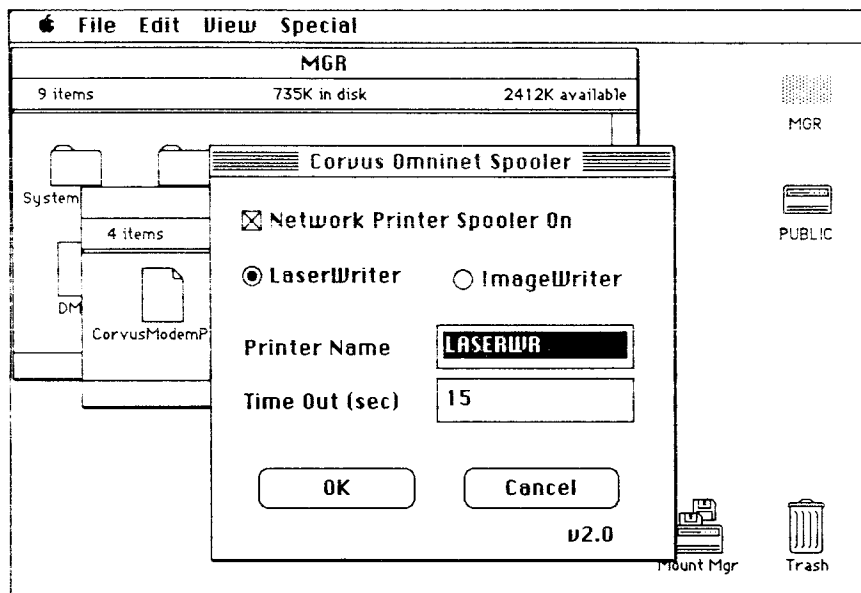 File Edit View Special
MGR
9 items 735K in disk 2412K available
MGR
System
Corvus Omninet Spooler
Network Printer Spooler On
PUBLIC
4 items
LaserWriter ImageWriter
DM
CorvusModemP
Printer Name LASERWR
Time Out (sec) 15
OK Cancel
v2.0
Mount Mgr Trash